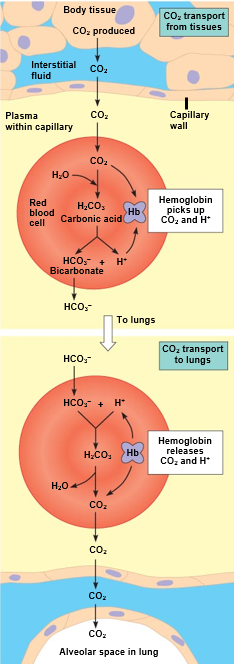 Body tissue
CO₂ transport
from tissues
CO₂ produced
Interstitial
fluid
CO₂
Plasma
within capillary
CO₂
Capillary
wall
CO₂
H₂O
Red
blood
cell
H₂CO₃
Carbonic acid
Hb
Hemoglobin
picks up
CO₂ and H⁺
HCO₃⁻ + H⁺
Bicarbonate
HCO₃⁻
To lungs
CO₂ transport
to lungs
HCO₃⁻
HCO₃⁻ + H⁺
H₂CO₃
Hb
Hemoglobin
releases
CO₂ and H⁺
H₂O
CO₂
CO₂
CO₂
CO₂
Alveolar space in lung